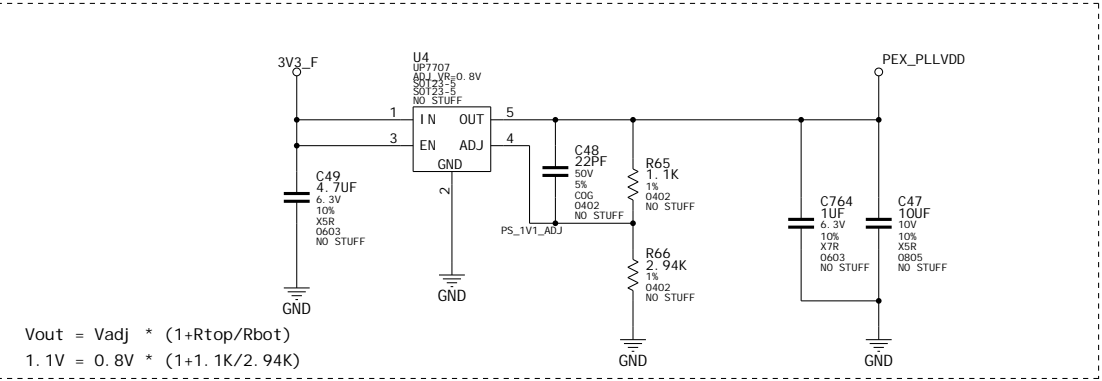 3V3_F
U4
UP7707
ADJ_VR=0.8V
SOT23-5
SOT23-5
NO STUFF
PEX_PLLVDD
1
IN
OUT
5
3
EN
ADJ
4
GND
2
C49
4.7UF
6.3V
10%
X5R
0603
NO STUFF
GND
GND
C48
22PF
50V
5%
COG
0402
NO STUFF
PS_1V1_ADJ
R65
1.1K
1%
0402
NO STUFF
R66
2.94K
1%
0402
NO STUFF
GND
C764
1UF
6.3V
10%
X7R
0603
NO STUFF
C47
10UF
10V
10%
X5R
0805
NO STUFF
GND
Vout = Vadj * (1+Rtop/Rbot)
1.1V = 0.8V * (1+1.1K/2.94K)